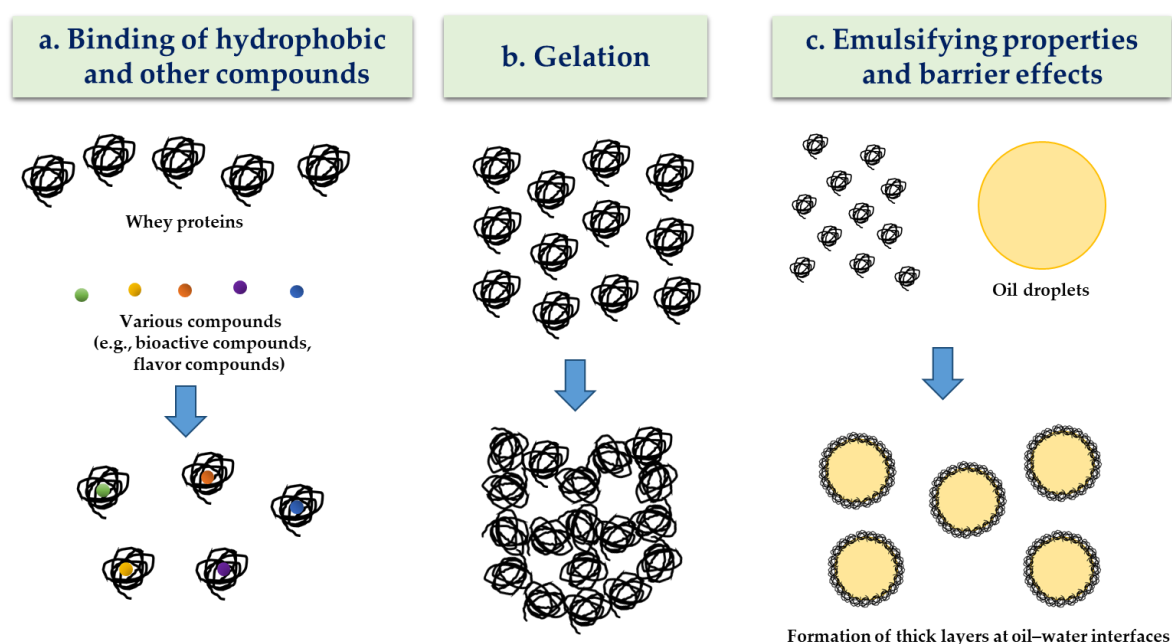 a. Binding of hydrophobic
and other compounds
Whey proteins
Various compounds
(e.g., bioactive compounds,
flavor compounds)
b. Gelation
c. Emulsifying properties
and barrier effects
Oil droplets
Formation of thick layers at oil–water interfaces